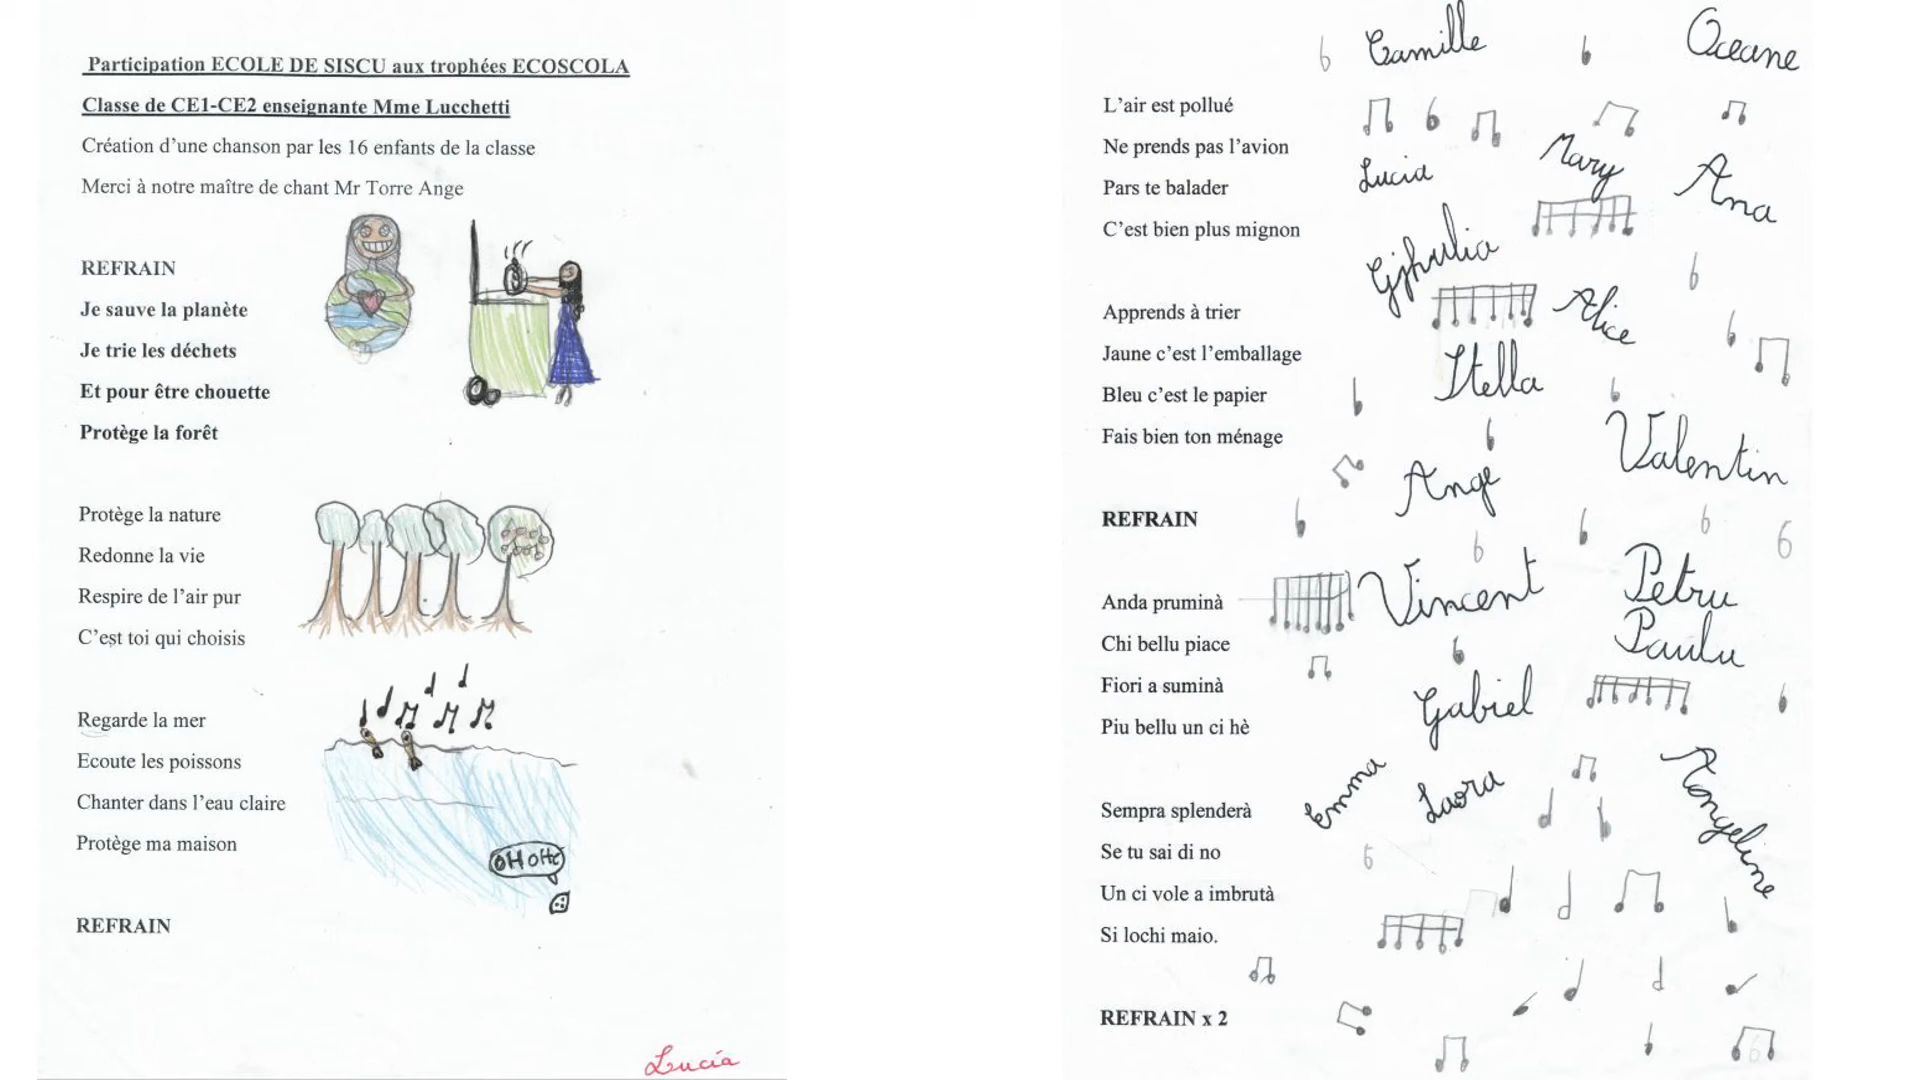 Participation ECOLE DE SISCU aux trophées ECOSCOLA
Classe de CE1-CE2 enseignante Mme Lucchetti
Création d’une chanson par les 16 enfants de la classe
Merci à notre maître de chant Mr Torre Ange
REFRAIN
Je sauve la planète
Je trie les déchets
Et pour être chouette
Protège la forêt
Protège la nature
Redonne la vie
Respire de l’air pur
C’est toi qui choisis
Regarde la mer
Ecoute les poissons
Chanter dans l’eau claire
Protège ma maison
REFRAIN
Lucia
Camille
Oceane
L’air est pollué
Ne prends pas l’avion
Pars te balader
C’est bien plus mignon
Lucia
Mary
Ana
Gjhulia
Apprends à trier
Jaune c’est l’emballage
Bleu c’est le papier
Fais bien ton ménage
Alice
Stella
Valentin
Ange
REFRAIN
Anda pruminà
Chi bellu piace
Fiori a suminà
Piu bellu un ci hè
Vincent
Petru
Paulu
Gabriel
Emma
Laora
Angeline
Sempra splenderà
Se tu sai di no
Un ci vole a imbrutà
Si lochi maio.
REFRAIN x 2